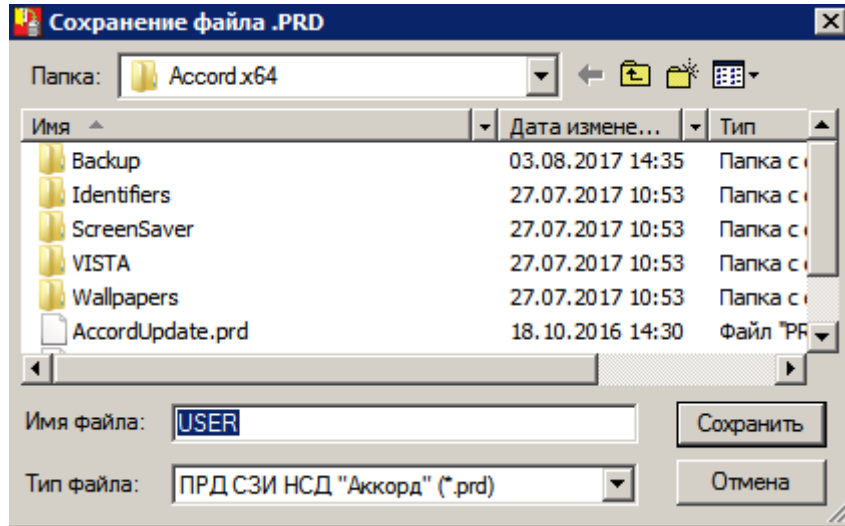 Сохранение файла .PRD
Папка: Accord.x64
Имя Дата измене... Тип
Backup 03.08.2017 14:35 Папка с
Identifiers 27.07.2017 10:53 Папка с
ScreenSaver 27.07.2017 10:53 Папка с
VISTA 27.07.2017 10:53 Папка с
Wallpapers 27.07.2017 10:53 Папка с
AccordUpdate.prd 18.10.2016 14:30 Файл "PR
Имя файла: USER Сохранить
Тип файла: ПРД СЗИ НСД "Аккорд" (*.prd) Отмена